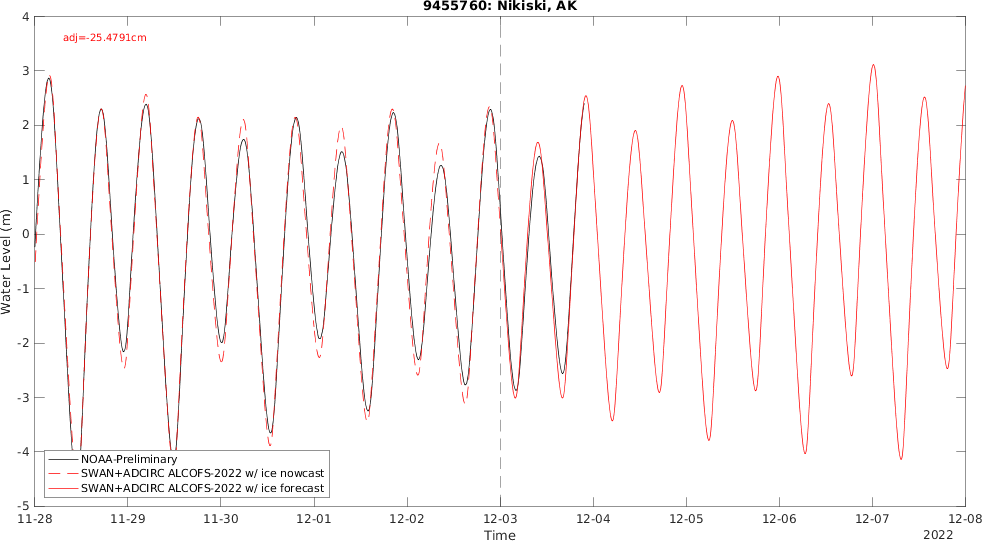 9455760: Nikiski, AK
adj=-25.4791cm
4
3
2
1
0
-1
-2
-3
-4
-5
Water Level (m)
NOAA-Preliminary
SWAN+ADCIRC ALCOFS-2022 w/ ice nowcast
SWAN+ADCIRC ALCOFS-2022 w/ ice forecast
11-28 11-29 11-30 12-01 12-02 12-03 12-04 12-05 12-06 12-07 12-08
Time
2022